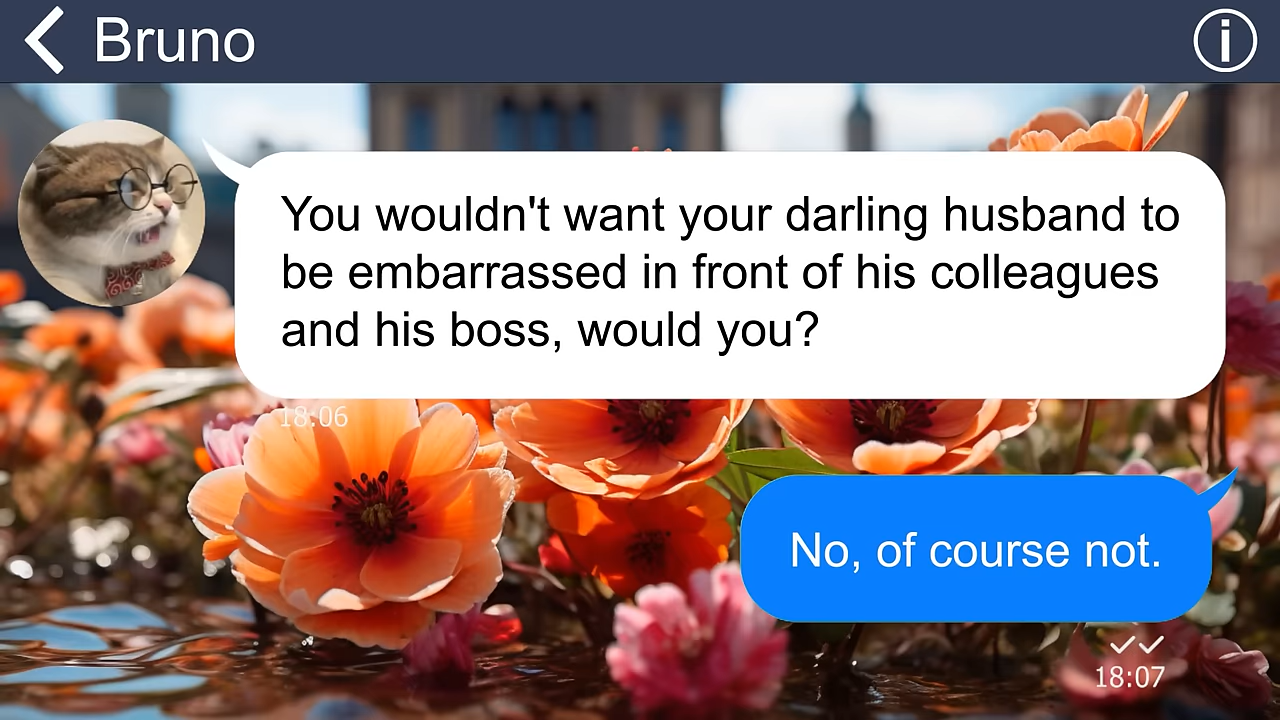 Bruno
You wouldn't want your darling husband to
be embarrassed in front of his colleagues
and his boss, would you?
18:06
No, of course not.
18:07